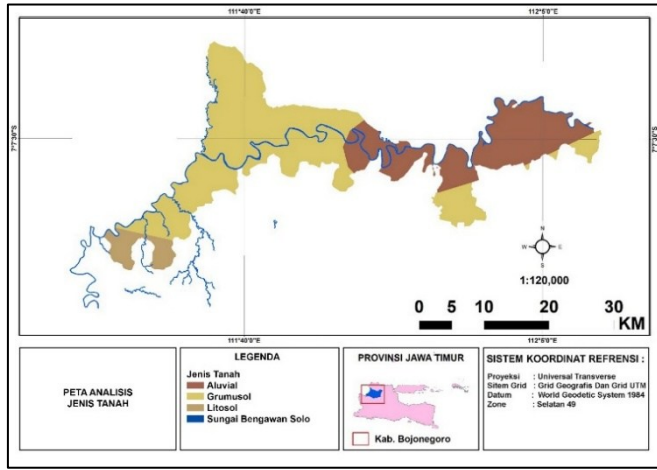 111°40'0"E
112°5'0"E
7°7'30"S
7°7'30"S
N
W
E
S
1:120,000
0 5 10 20 30
KM
111°40'0"E
112°5'0"E
PETA ANALISIS
JENIS TANAH
LEGENDA
Jenis Tanah
Aluvial
Grumusol
Litosol
Sungai Bengawan Solo
PROVINSI JAWA TIMUR
Kab. Bojonegoro
SISTEM KOORDINAT REFRENSI :
Proyeksi : Universal Transverse
Sitem Grid : Grid Geografis Dan Grid UTM
Datum : World Geodetic System 1984
Zone : Selatan 49